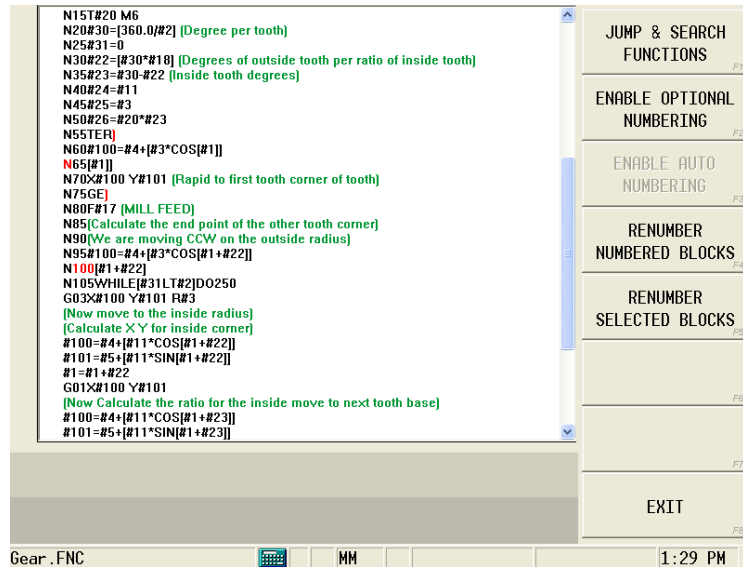 N15T#20 M6
N20#30=[360.0/#2] (Degree per tooth)
N25#31=0
N30#22=[#30*#18] (Degrees of outside tooth per ratio of inside tooth)
N35#23=#30-#22 (Inside tooth degrees)
N40#24=#11
N45#25=#3
N50#26=#20*#23
N55TER)
N60#100=#4+[#3*COS[#1]]
N65[#1]]
N70X#100 Y#101 (Rapid to first tooth corner of tooth)
N75GE)
N80F#17 (MILL FEED)
N85(Calculate the end point of the other tooth corner)
N90(We are moving CCW on the outside radius)
N95#100=#4+[#3*COS[#1+#22]]
N100[#1+#22]
N105WHILE[#31LT#2]DO250
G03X#100 Y#101 R#3
(Now move to the inside radius)
(Calculate X Y for inside corner)
#100=#4+[#11*COS[#1+#22]]
#101=#5+[#11*SIN[#1+#22]]
#1=#1+#22
G01X#100 Y#101
(Now Calculate the ratio for the inside move to next tooth base)
#100=#4+[#11*COS[#1+#23]]
#101=#5+[#11*SIN[#1+#23]]
JUMP & SEARCH
FUNCTIONS
F1
ENABLE OPTIONAL
NUMBERING
F2
ENABLE AUTO
NUMBERING
F3
RENUMBER
NUMBERED BLOCKS
F4
RENUMBER
SELECTED BLOCKS
F5
F6
F7
EXIT
F8
Gear.FNC
MM
1:29 PM